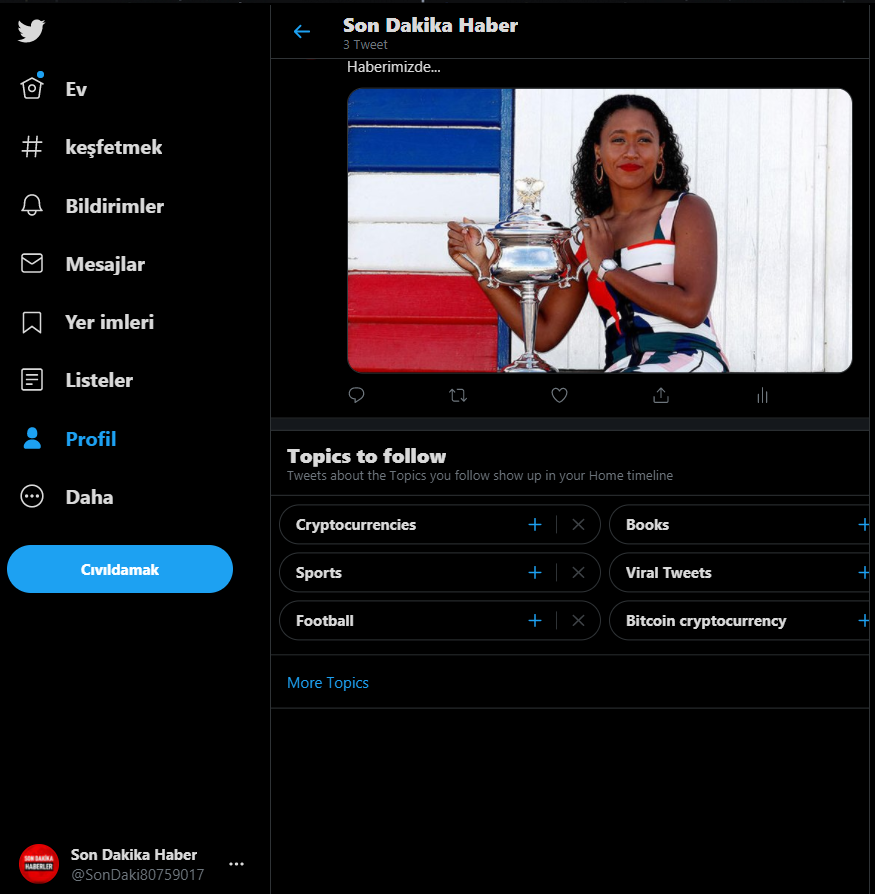 Son Dakika Haber
3 Tweet
Haberimizde...
Ev
keşfetmek
Bildirimler
Mesajlar
Yer imleri
Listeler
Profil
Daha
Cıvıldamak
Topics to follow
Tweets about the Topics you follow show up in your Home timeline
Cryptocurrencies
Books
Sports
Viral Tweets
Football
Bitcoin cryptocurrency
More Topics
SON DAKİKA
HABERLER
Son Dakika Haber
@SonDaki80759017